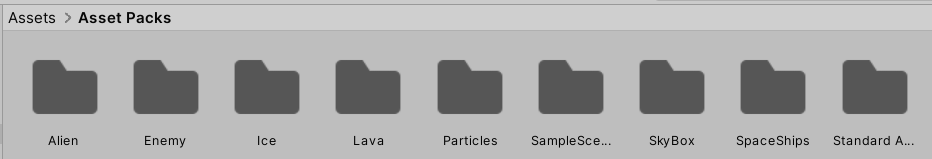 Assets > Asset Packs
Alien Enemy Ice Lava Particles SampleSce... SkyBox SpaceShips Standard A...